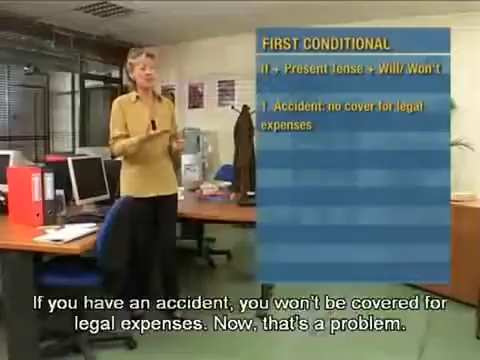 FIRST CONDITIONAL
If + Present Tense + Will/ Won't
1. Accident: no cover for legal
expenses
If you have an accident, you won't be covered for
legal expenses. Now, that's a problem.